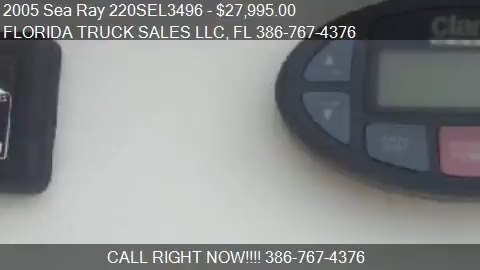 2005 Sea Ray 220SEL3496 - $27,995.00
FLORIDA TRUCK SALES LLC, FL 386-767-4376
CALL RIGHT NOW!!!! 386-767-4376